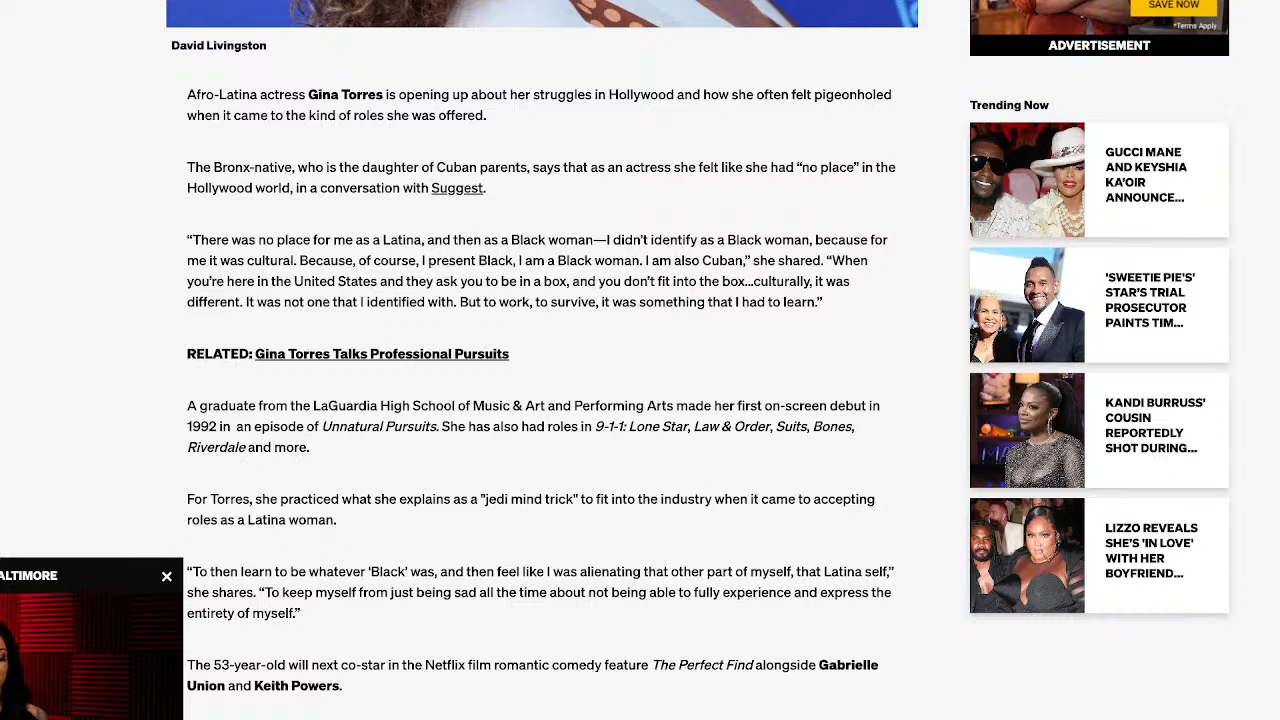 SAVE NOW
*Terms Apply
ADVERTISEMENT
David Livingston
Afro-Latina actress Gina Torres is opening up about her struggles in Hollywood and how she often felt pigeonholed
when it came to the kind of roles she was offered.
The Bronx-native, who is the daughter of Cuban parents, says that as an actress she felt like she had “no place” in the
Hollywood world, in a conversation with Suggest.
“There was no place for me as a Latina, and then as a Black woman—I didn’t identify as a Black woman, because for
me it was cultural. Because, of course, I present Black, I am a Black woman. I am also Cuban,” she shared. “When
you’re here in the United States and they ask you to be in a box, and you don’t fit into the box...culturally, it was
different. It was not one that I identified with. But to work, to survive, it was something that I had to learn.”
RELATED: Gina Torres Talks Professional Pursuits
A graduate from the LaGuardia High School of Music & Art and Performing Arts made her first on-screen debut in
1992 in an episode of Unnatural Pursuits. She has also had roles in 9-1-1: Lone Star, Law & Order, Suits, Bones,
Riverdale and more.
For Torres, she practiced what she explains as a "jedi mind trick" to fit into the industry when it came to accepting
roles as a Latina woman.
“To then learn to be whatever ‘Black’ was, and then feel like I was alienating that other part of myself, that Latina self,”
she shares. “To keep myself from just being sad all the time about not being able to fully experience and express the
entirety of myself.”
The 53-year-old will next co-star in the Netflix film romantic comedy feature The Perfect Find alongside Gabrielle
Union and Keith Powers.
ALTIMORE
Trending Now
GUCCI MANE
AND KEYSHIA
KA’OIR
ANNOUNCE...
'SWEETIE PIE’S’
STAR’S TRIAL
PROSECUTOR
PAINTS TIM...
KANDI BURRUSS’
COUSIN
REPORTEDLY
SHOT DURING...
LIZZO REVEALS
SHE’S ‘IN LOVE’
WITH HER
BOYFRIEND...